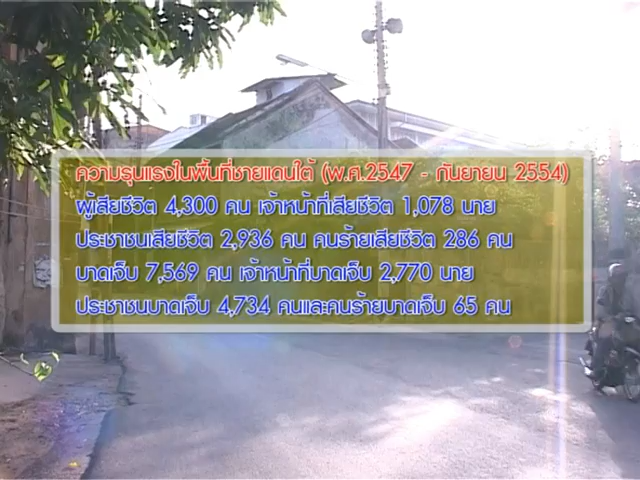 ความรุนแรงในพื้นที่ชายแดนใต้ (พ.ศ.2547 - กันยายน 2554)
ผู้เสียชีวิต 4,300 คน เจ้าหน้าที่เสียชีวิต 1,078 นาย
ประชาชนเสียชีวิต 2,936 คน คนร้ายเสียชีวิต 286 คน
บาดเจ็บ 7,569 คน เจ้าหน้าที่บาดเจ็บ 2,770 นาย
ประชาชนบาดเจ็บ 4,734 คนและคนร้ายบาดเจ็บ 65 คน